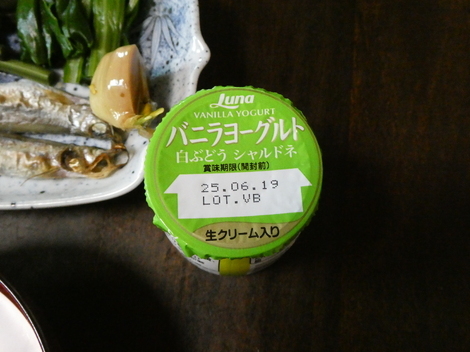 Luna
VANILLA YOGURT
バニラヨーグルト
白ぶどう シャルドネ
賞味期限(開封前)
25.06.19
LOT.VB
生クリーム入り